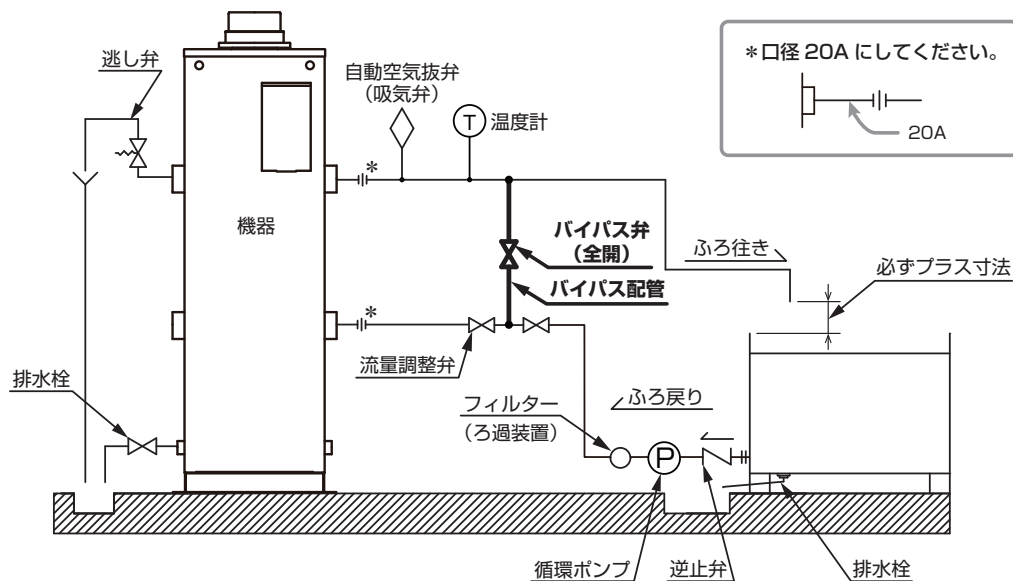 逃し弁
自動空気抜弁
（吸気弁）
T
温度計
*口径 20A にしてください。
20A
*
機器
バイパス弁
（全開）
バイパス配管
ふろ往き
必ずプラス寸法
*
流量調整弁
排水栓
フィルター
（ろ過装置）
ふろ戻り
P
循環ポンプ
逆止弁
排水栓